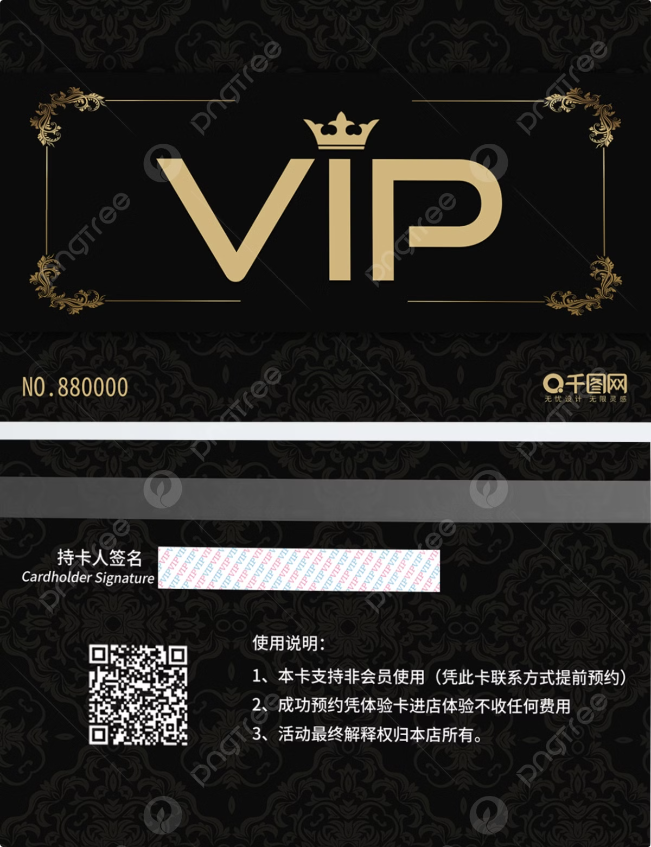 VIP
NO.880000
千图网
无忧设计 无限灵感
持卡人签名
Cardholder Signature
使用说明：
1、本卡支持非会员使用（凭此卡联系方式提前预约）
2、成功预约凭体验卡进店体验不收任何费用
3、活动最终解释权归本店所有。
pngtree